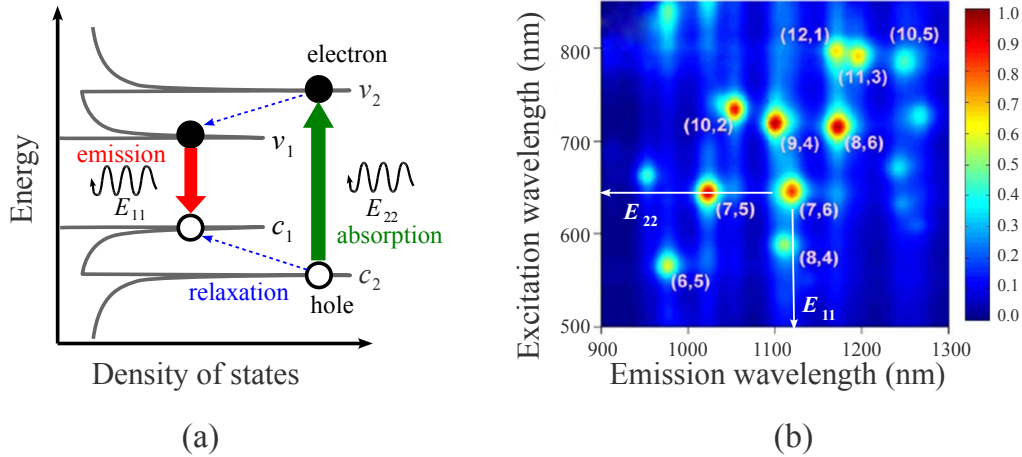 electron
v2
v1
emission
E11
E22
absorption
c1
c2
relaxation
hole
Energy
Density of states
(a)
Excitation wavelength (nm)
800
700
600
500
900
1000
1100
1200
1300
Emission wavelength (nm)
(12,1)
(10,5)
(11,3)
(10,2)
(9,4)
(8,6)
E22
(7,5)
(7,6)
(8,4)
(6,5)
E11
1.0
0.9
0.8
0.7
0.6
0.5
0.4
0.3
0.2
0.1
0.0
(b)